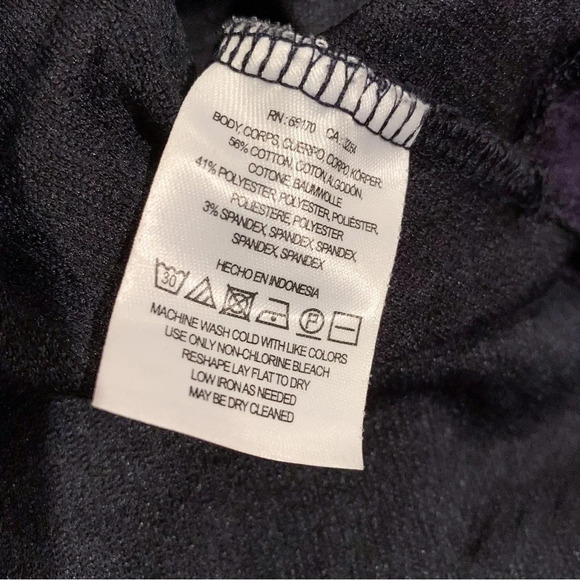 RN : 66170 CA :
BODY, CORPS, CUERPO, CORPO KÖRPER:
56% COTTON, COTON, ALGODÓN,
COTONE, BAUMWOLLE
41% POLYESTER, POLYESTER, POLIÉSTER,
POLIESTERE, POLYESTER
3% SPANDEX, SPANDEX, SPANDEX
SPANDEX, SPANDEX
HECHO EN INDONESIA
30 P
MACHINE WASH COLD WITH LIKE COLORS
USE ONLY NON-CHLORINE BLEACH
RESHAPE LAY FLAT TO DRY
LOW IRON AS NEEDED
MAY BE DRY CLEANED